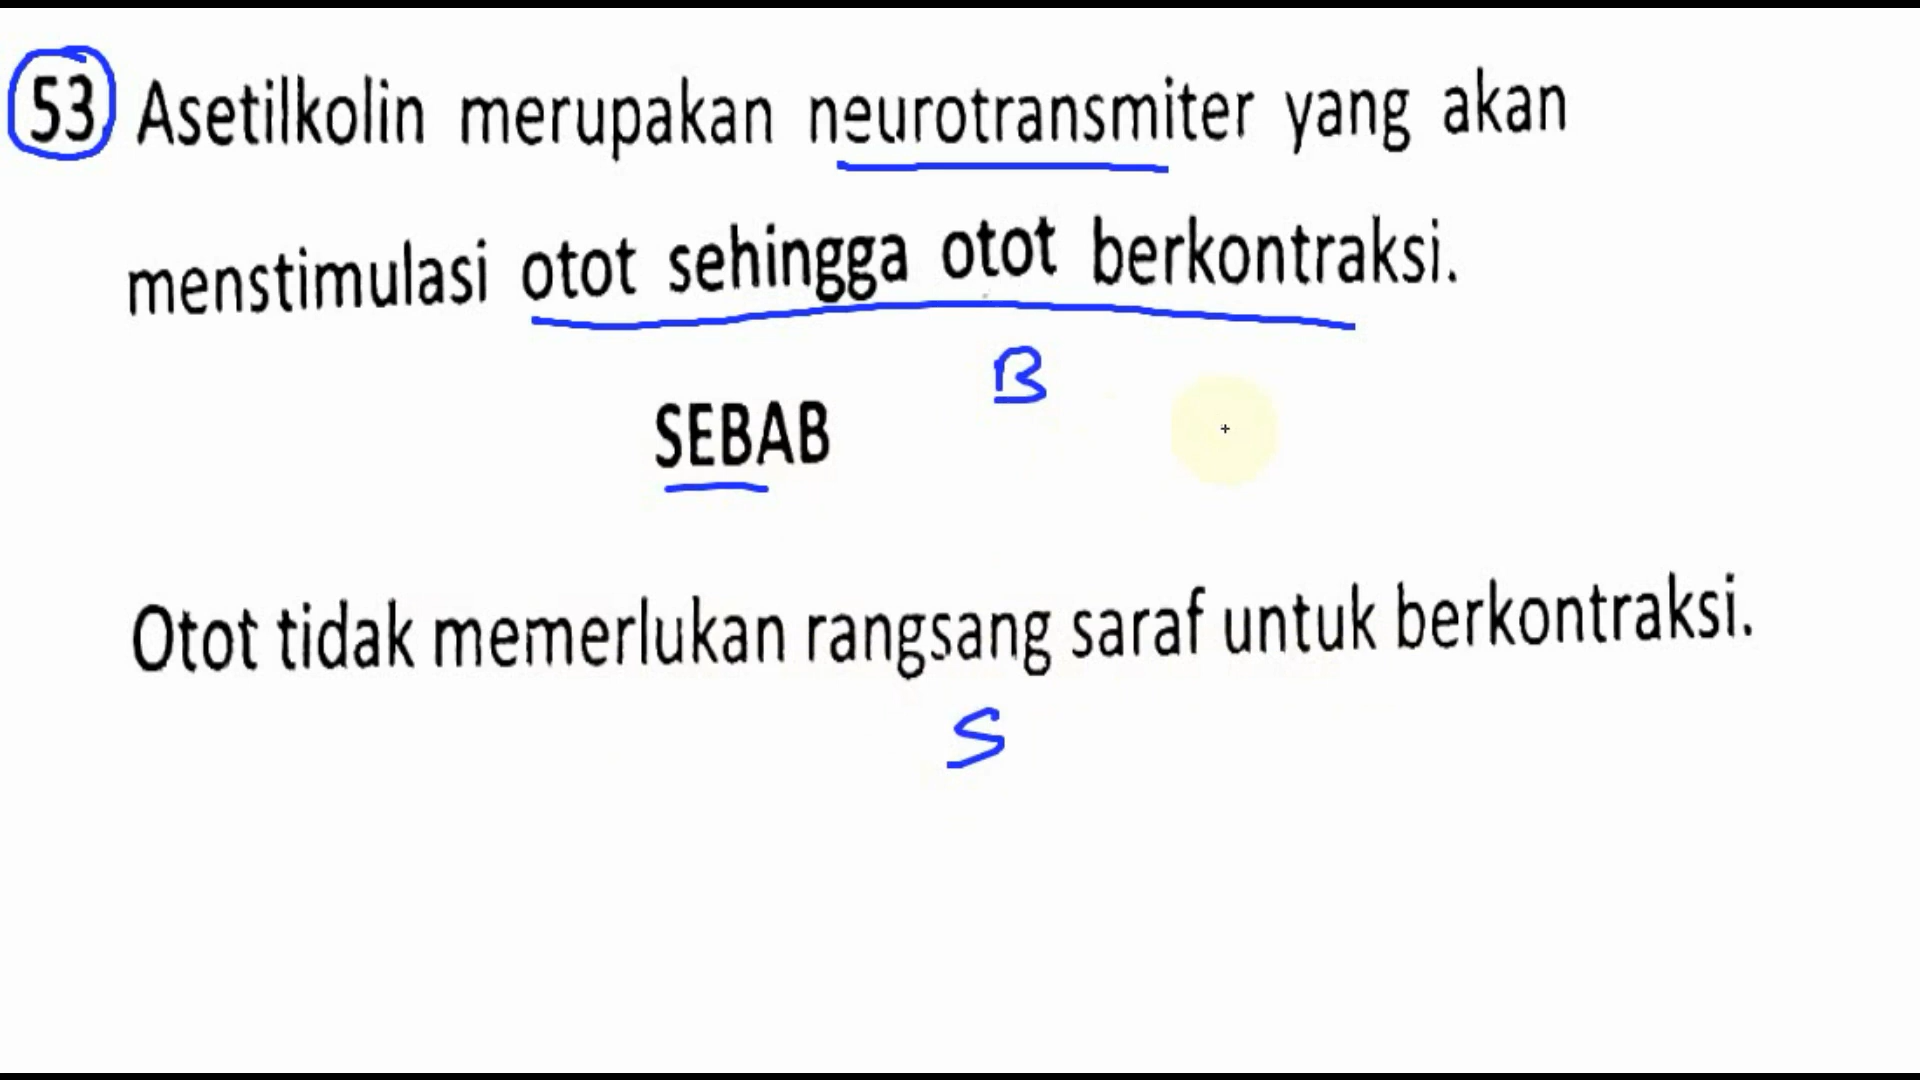 53 Asetilkolin merupakan neurotransmiter yang akan
menstimulasi otot sehingga otot berkontraksi.
B
SEBAB
Otot tidak memerlukan rangsang saraf untuk berkontraksi.
S